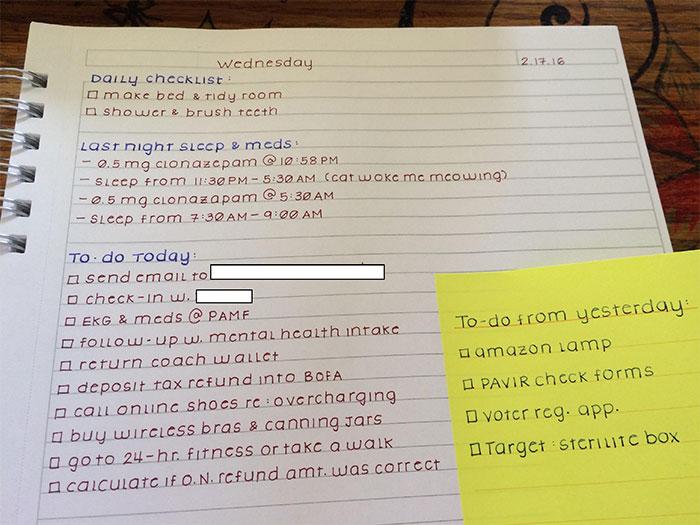 Wednesday 2.17.16
Daily checklist:
make bed & tidy room
shower & brush teeth
Last night sleep & meds:
- 0.5 mg clonazepam @ 10:58 PM
- sleep from 11:30 PM - 5:30 AM (cat woke me meowing)
- 0.5 mg clonazapam @ 5:30 AM
- sleep from 7:30 AM - 9:00 AM
To-do Today:
send email to
check-in w.
EKG & meds @ PAMF
follow-up w. mental health intake
return coach wallet
deposit tax refund into BOFA
call online shoes re: overcharging
buy wireless bras & canning jars
go to 24-hr. fitness or take a walk
calculate if O.N. refund amt. was correct
To-do from yesterday:
amazon lamp
PAVIR check forms
voter reg. app.
Target: sterilite box